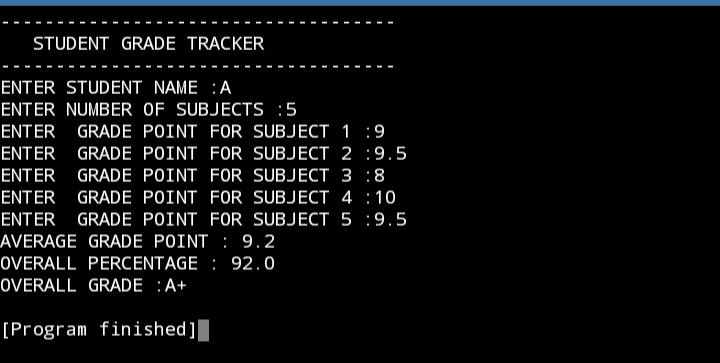 ------------------------------------
   STUDENT GRADE TRACKER
------------------------------------
ENTER STUDENT NAME :A
ENTER NUMBER OF SUBJECTS :5
ENTER  GRADE POINT FOR SUBJECT 1 :9
ENTER  GRADE POINT FOR SUBJECT 2 :9.5
ENTER  GRADE POINT FOR SUBJECT 3 :8
ENTER  GRADE POINT FOR SUBJECT 4 :10
ENTER  GRADE POINT FOR SUBJECT 5 :9.5
AVERAGE GRADE POINT : 9.2
OVERALL PERCENTAGE : 92.0
OVERALL GRADE :A+

[Program finished]